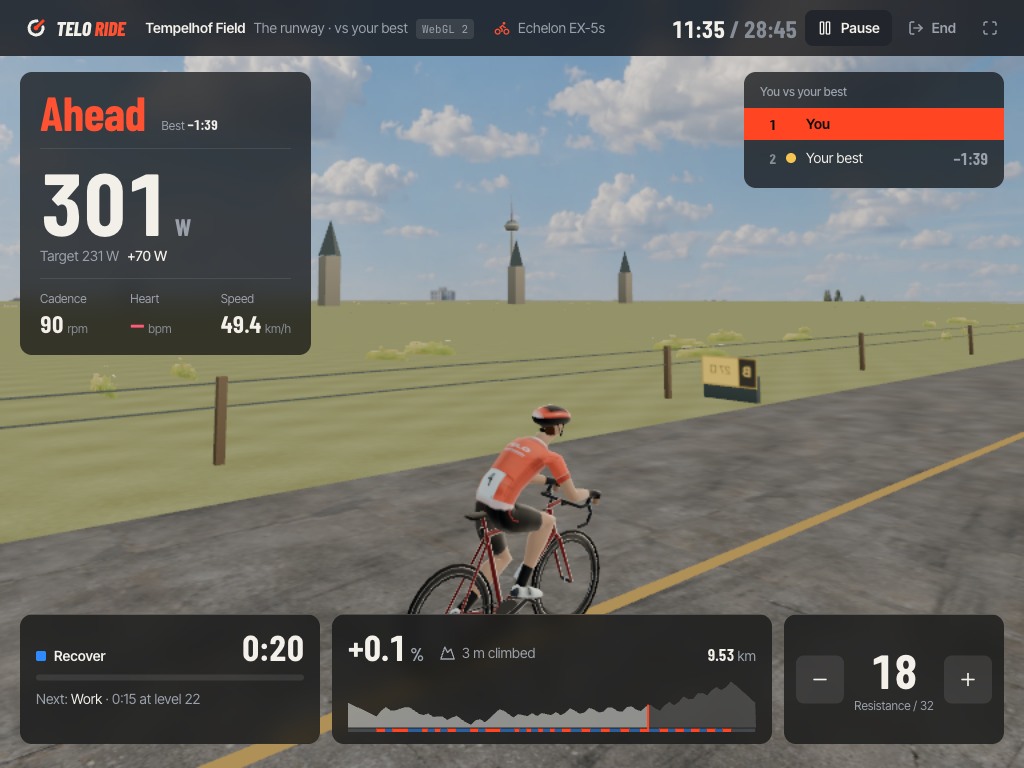 TELO RIDE Tempelhof Field The runway · vs your best WebGL 2 Echelon EX-5s 11:35 / 28:45 Pause End
Ahead Best −1:39
301 W
Target 231 W +70 W
Cadence Heart Speed
90 rpm – bpm 49.4 km/h
You vs your best
1 You
2 Your best −1:39
Recover 0:20
Next: Work · 0:15 at level 22
+0.1 % 3 m climbed 9.53 km
− 18 +
Resistance / 32